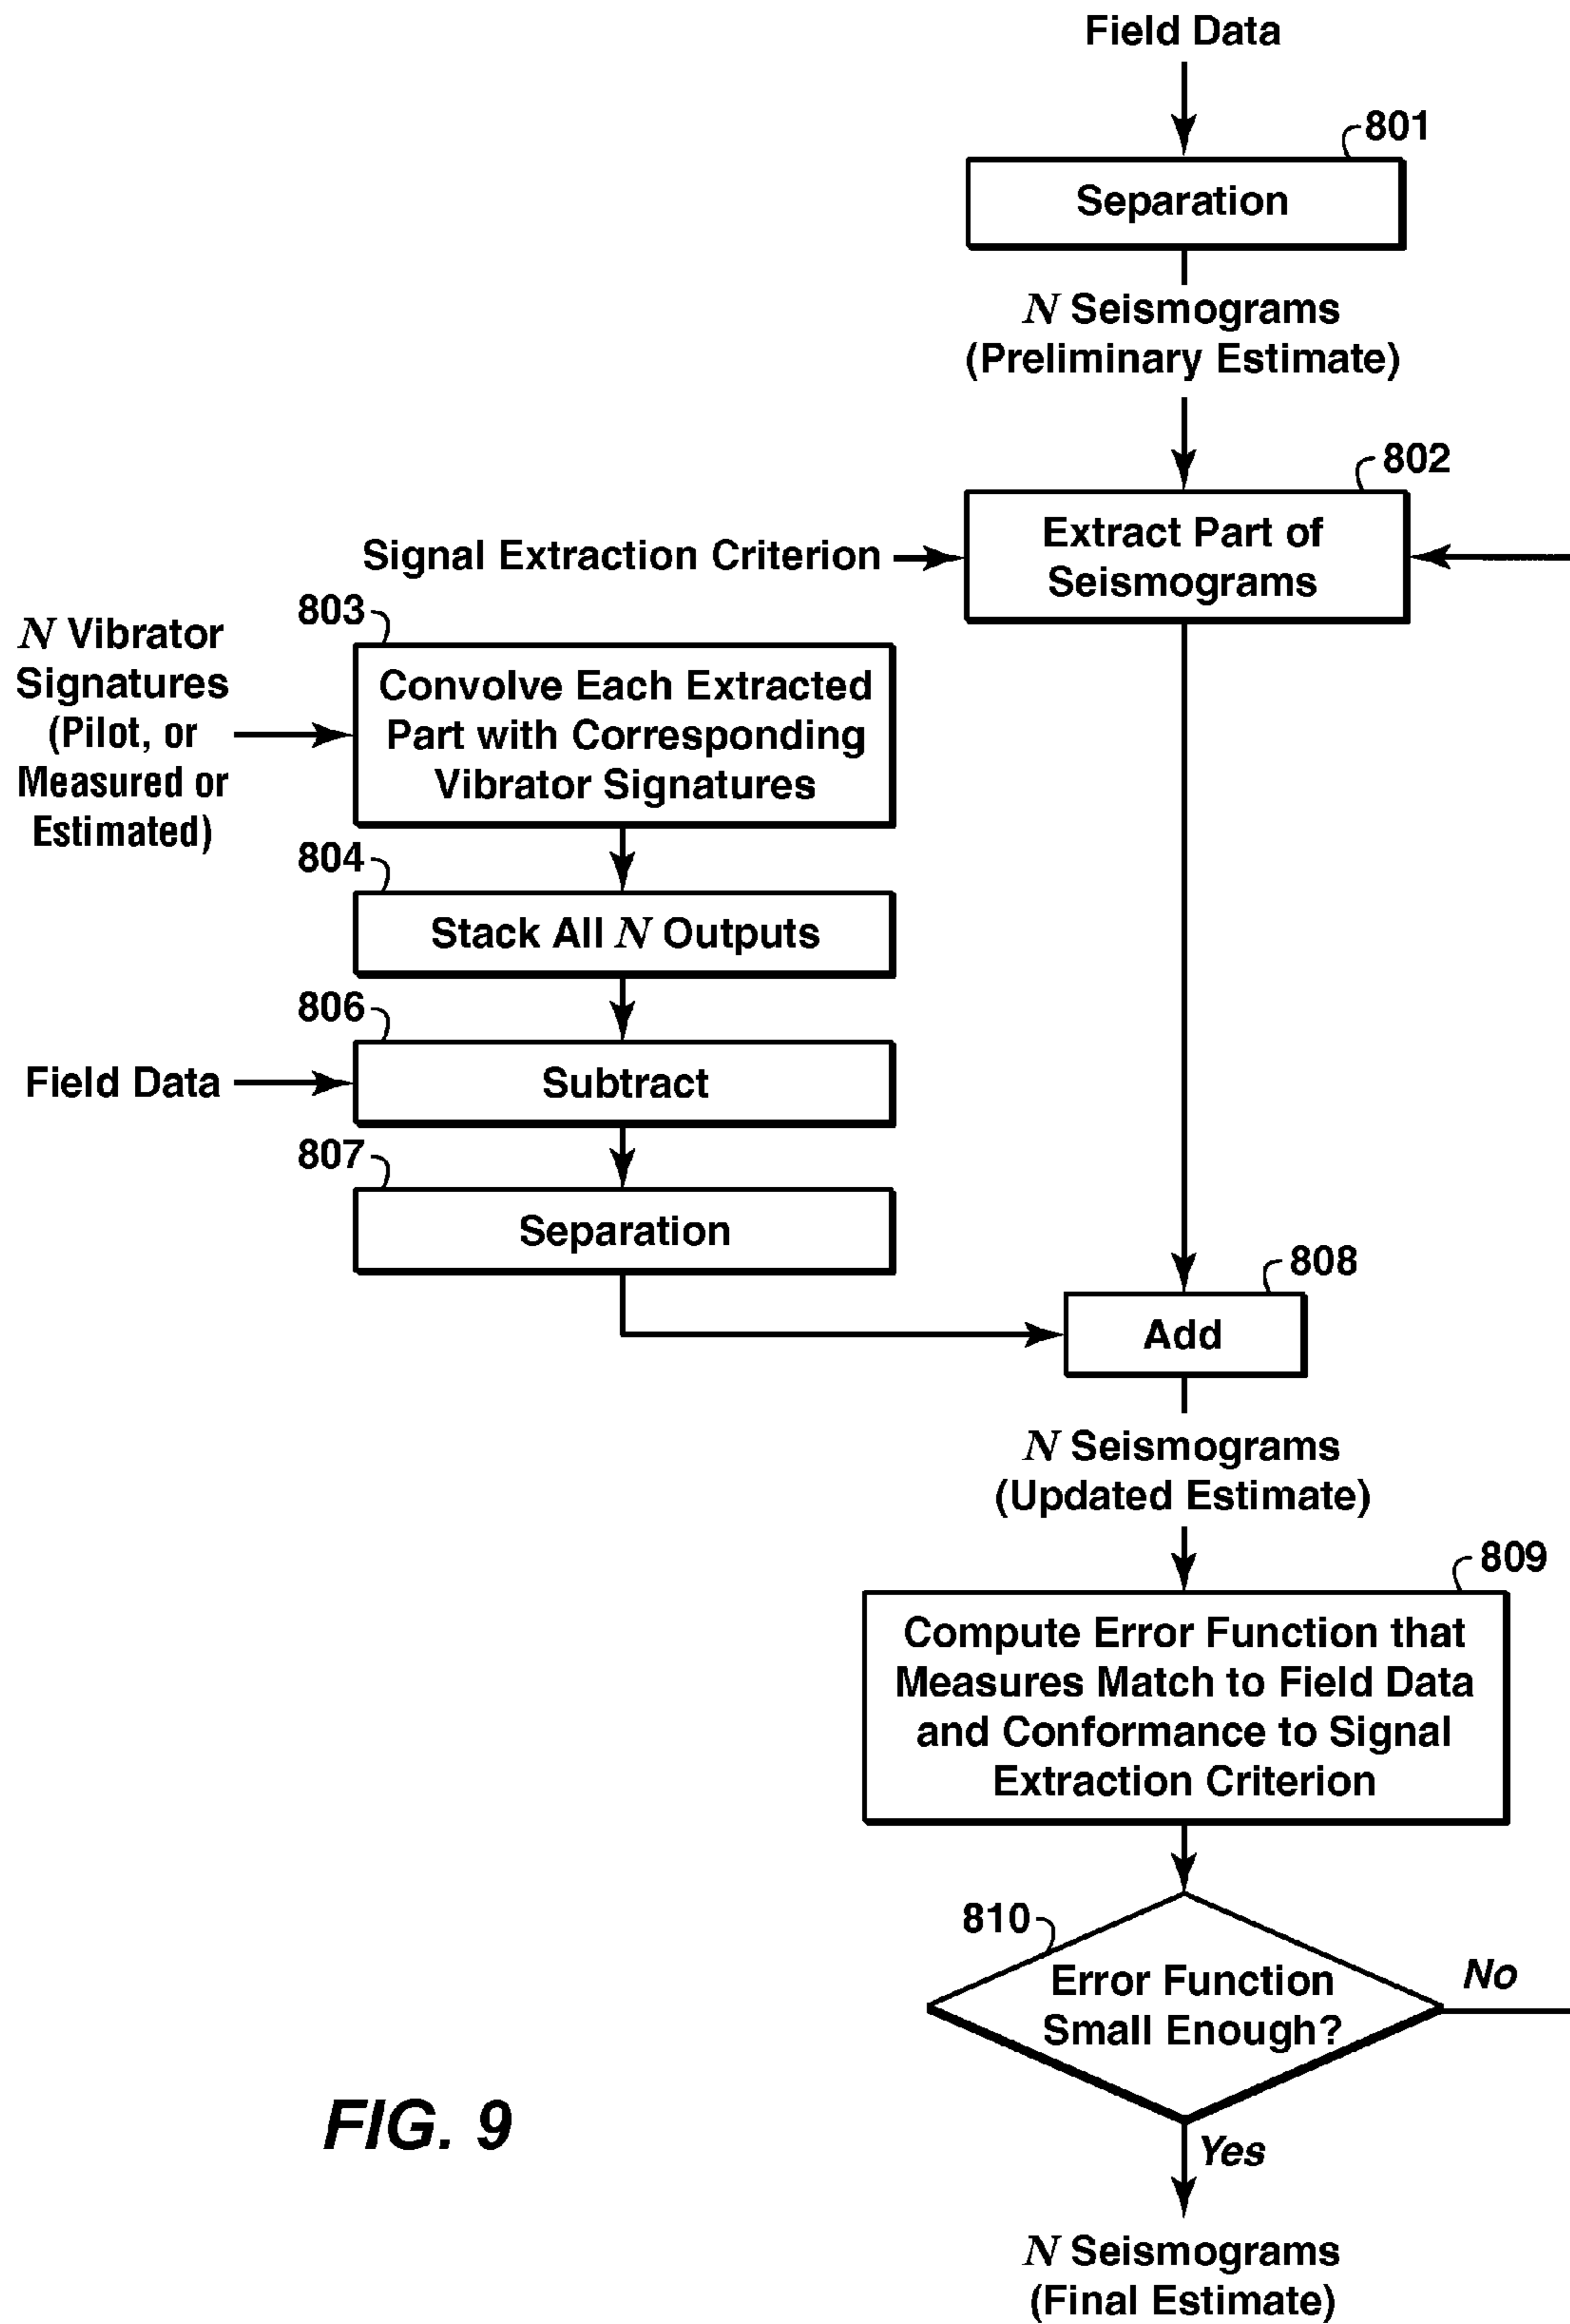 Field Data
801
Separation
N Seismograms
(Preliminary Estimate)
802
Extract Part of
Seismograms
Signal Extraction Criterion
803
N Vibrator
Signatures
(Pilot, or
Measured or
Estimated)
Convolve Each Extracted
Part with Corresponding
Vibrator Signatures
804
Stack All N Outputs
806
Field Data
Subtract
807
Separation
808
Add
N Seismograms
(Updated Estimate)
809
Compute Error Function that
Measures Match to Field Data
and Conformance to Signal
Extraction Criterion
810
Error Function
Small Enough?
No
Yes
N Seismograms
(Final Estimate)
FIG. 9